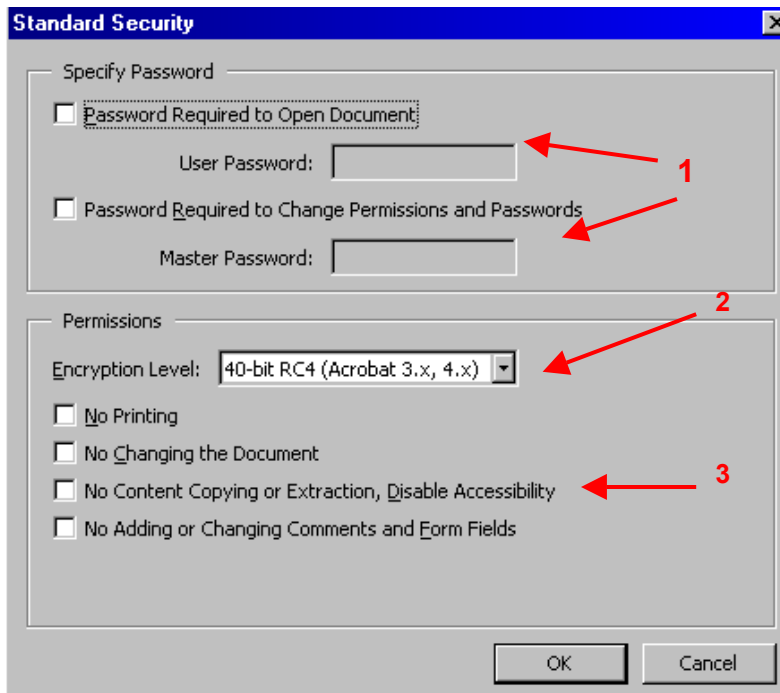 Standard Security
Specify Password
Password Required to Open Document
User Password:
1
Password Required to Change Permissions and Passwords
Master Password:
2
Permissions
Encryption Level: 40-bit RC4 (Acrobat 3.x, 4.x)
No Printing
No Changing the Document
3
No Content Copying or Extraction, Disable Accessibility
No Adding or Changing Comments and Form Fields
OK Cancel